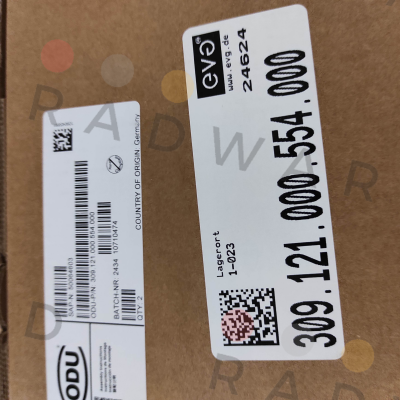 evg®
www.evg.de
24624
309.121.000.554.000
Lagerort
1-023
COUNTRY OF ORIGIN: Germany
ODU-P/N: 309.121.000.554.000
BATCH-NR: 2434 10710474
QTY: 2
ODU
RADWAR